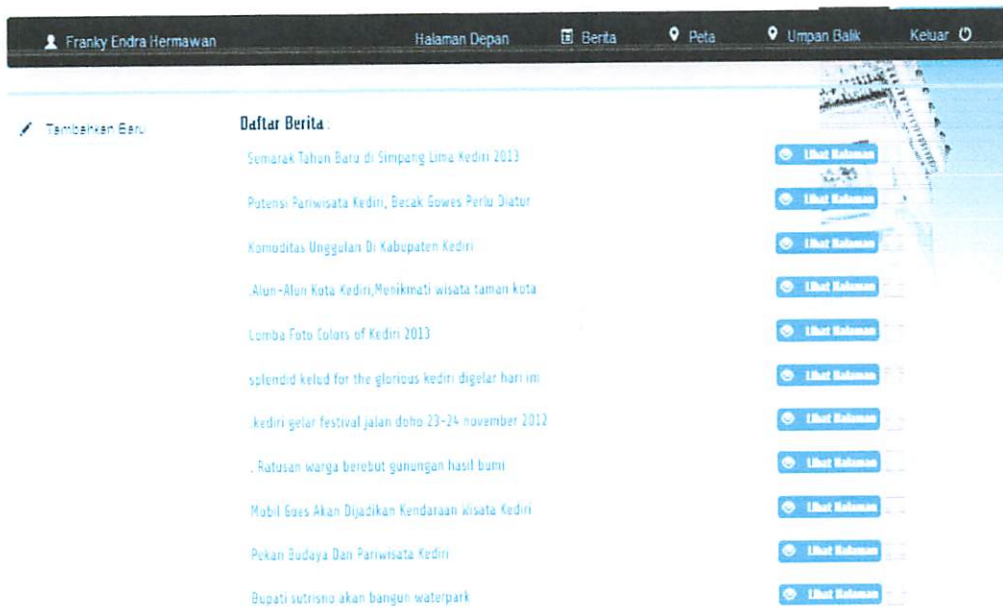 Franky Endra Hermawan Halaman Depan Berita Peta Umpan Balik Keluar
Tambahkan Baru
Daftar Berita :
Semarak Tahun Baru di Simpang Lima Kediri 2013 Lihat Halaman
Potensi Pariwisata Kediri, Becak Gowes Perlu Diatur Lihat Halaman
Komoditas Unggulan Di Kabupaten Kediri Lihat Halaman
.Alun-Alun Kota Kediri,Menikmati wisata taman kota Lihat Halaman
Lomba Foto Colors of Kediri 2013 Lihat Halaman
splendid kelud for the glorious kediri digelar hari ini Lihat Halaman
.kediri gelar festival jalan doho 23-24 november 2012 Lihat Halaman
. Ratusan warga berebut gunungan hasil bumi Lihat Halaman
Mobil Goes Akan Dijadikan Kendaraan Wisata Kediri Lihat Halaman
Pekan Budaya Dan Pariwisata Kediri Lihat Halaman
Bupati sutrisno akan bangun waterpark Lihat Halaman